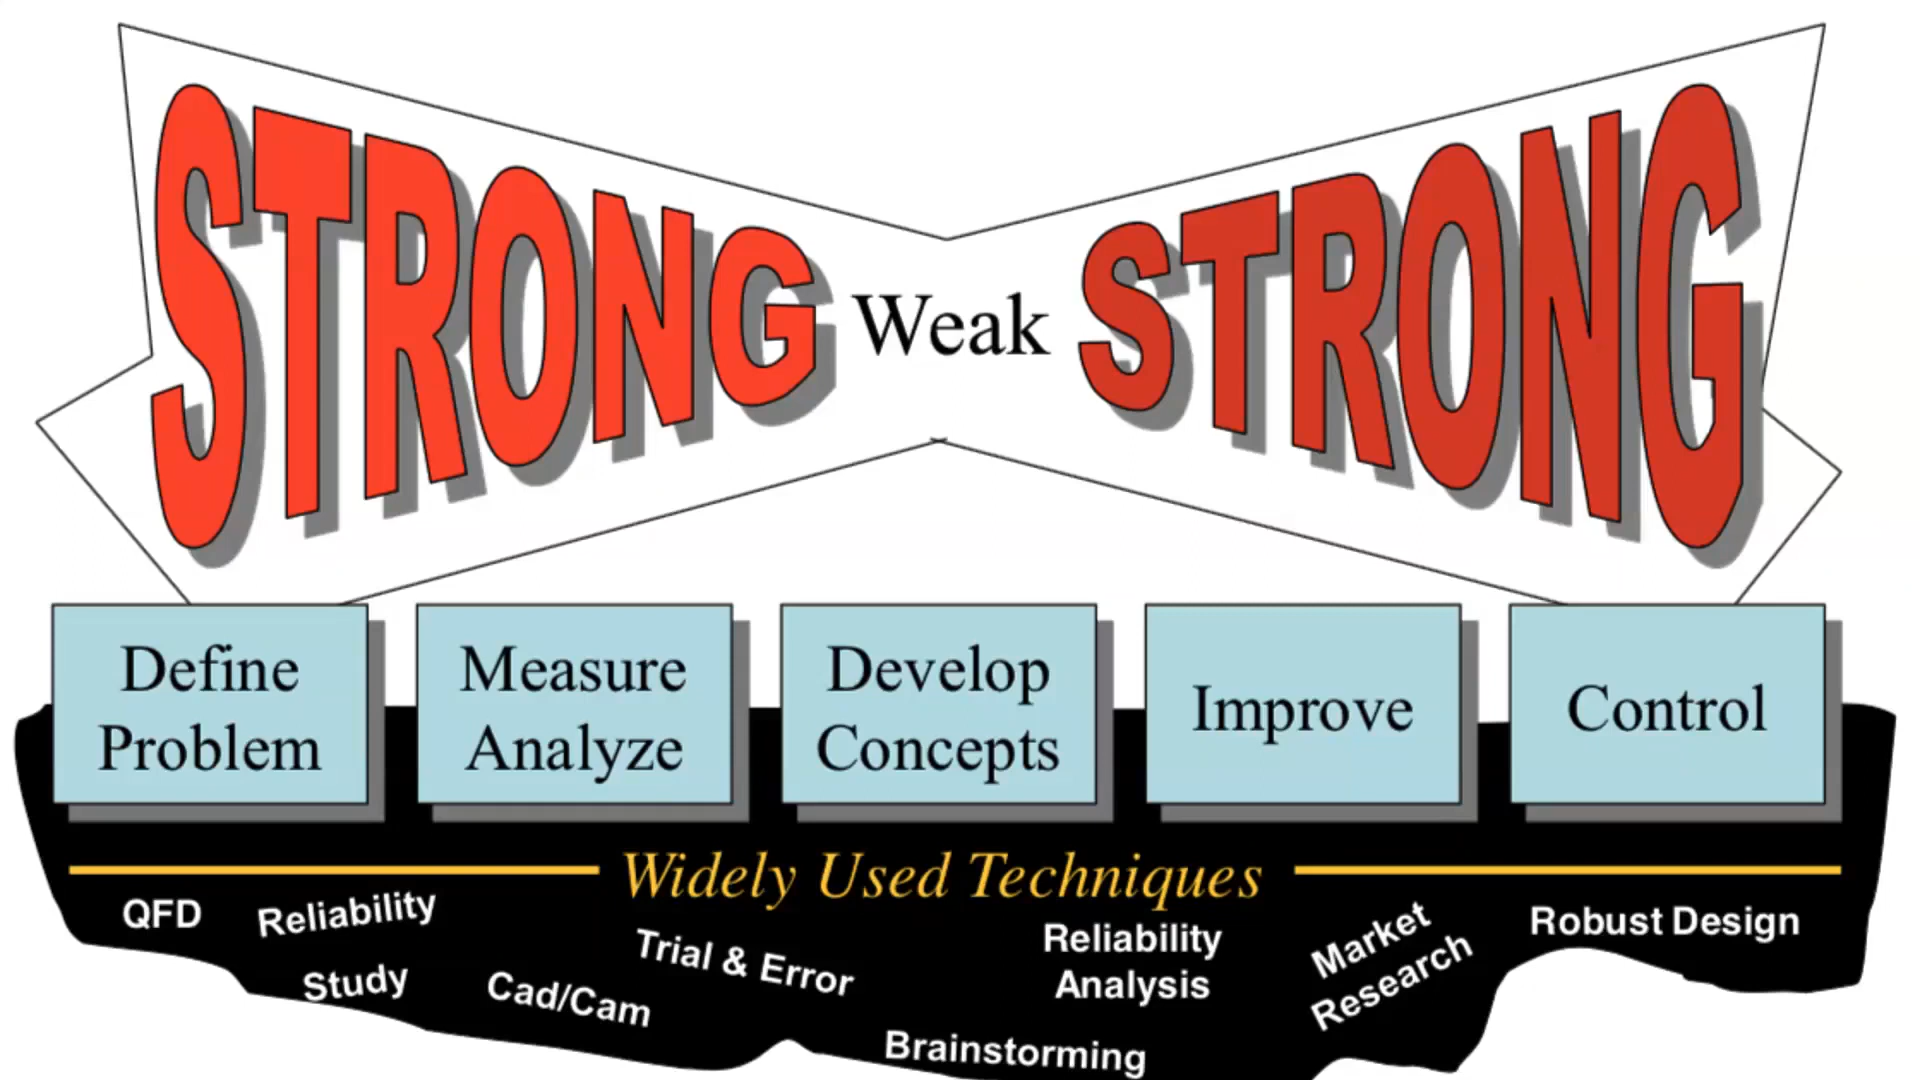 STRONG Weak STRONG
Define
Problem
Measure
Analyze
Develop
Concepts
Improve
Control
Widely Used Techniques
QFD
Reliability
Study
Cad/Cam
Trial & Error
Brainstorming
Reliability
Analysis
Market
Research
Robust Design